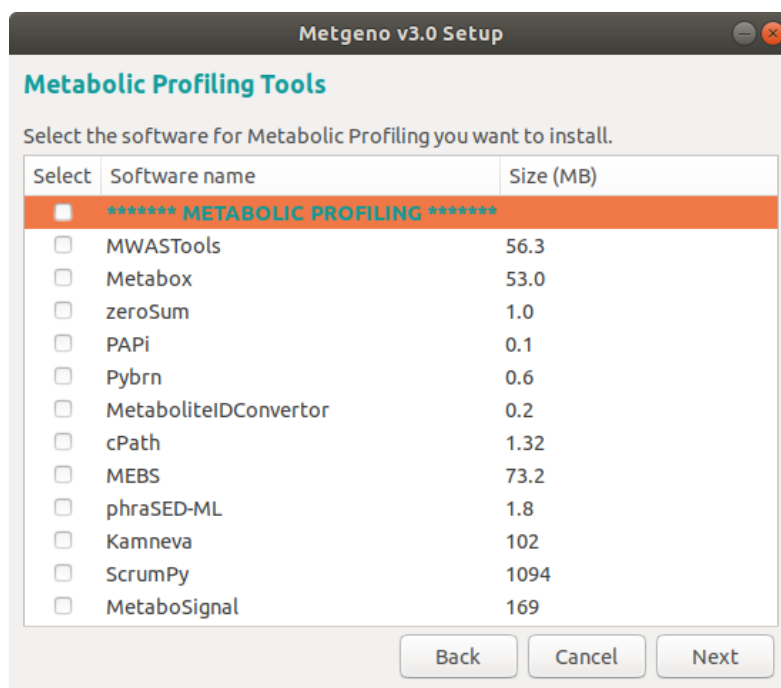 Metgeno v3.0 Setup
Metabolic Profiling Tools
Select the software for Metabolic Profiling you want to install.
Select Software name Size (MB)
******* METABOLIC PROFILING *******
MWASTools 56.3
Metabox 53.0
zeroSum 1.0
PAPi 0.1
Pybrn 0.6
MetaboliteIDConvertor 0.2
cPath 1.32
MEBS 73.2
phraSED-ML 1.8
Kamneva 102
ScrumPy 1094
MetaboSignal 169
Back Cancel Next